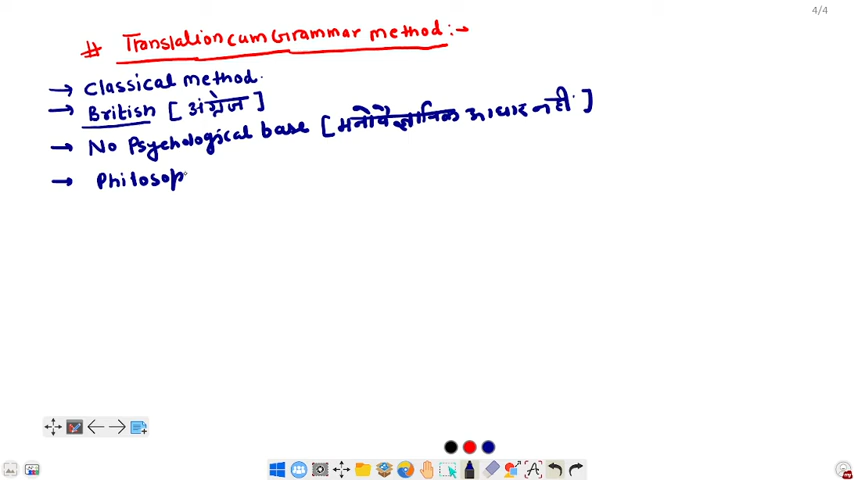 4/4
# Translation cum Grammar method :-
→ Classical method.
→ British [अंग्रेज]
→ No Psychological base [मनोवैज्ञानिक आधार नही]
→ Philosop